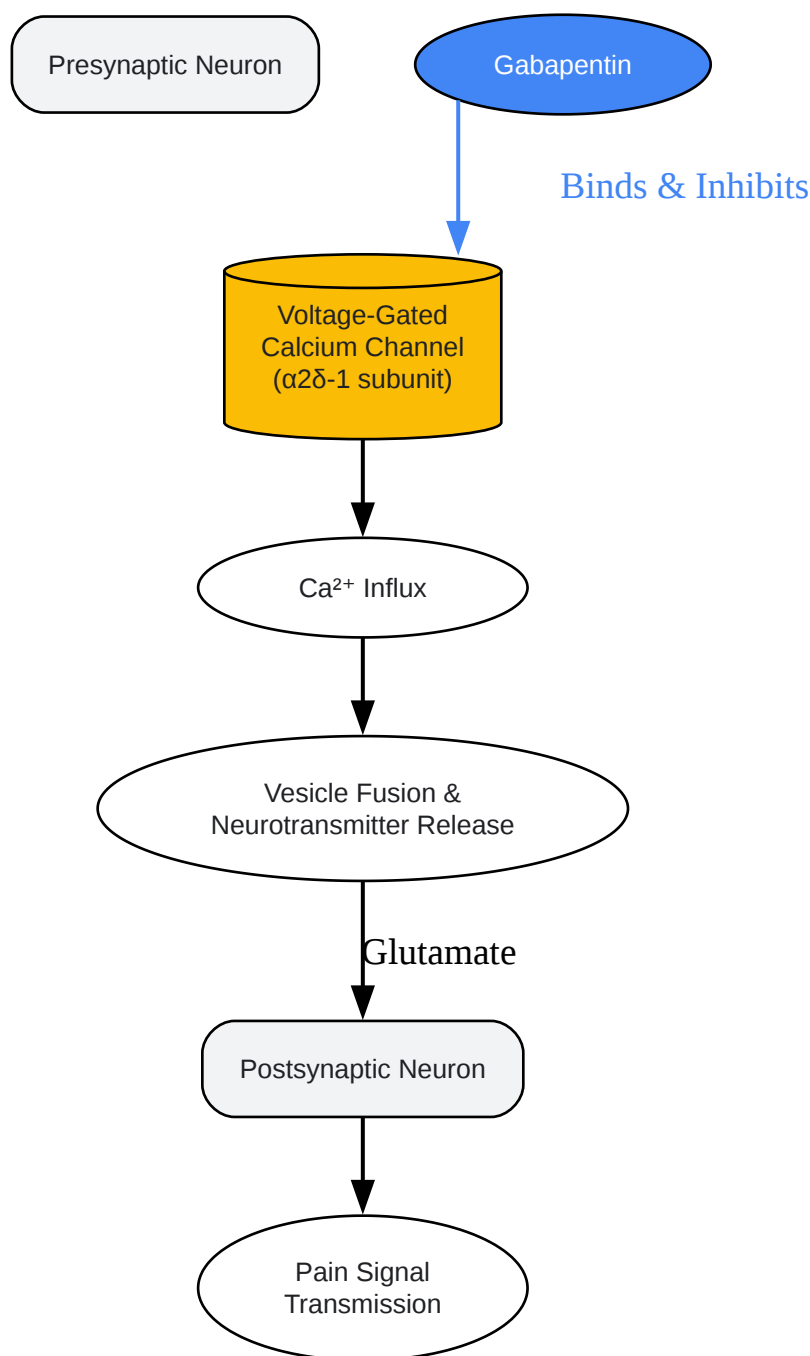 Presynaptic Neuron
Gabapentin
Binds & Inhibits
Voltage-Gated
Calcium Channel
(α2δ-1 subunit)
Ca²⁺ Influx
Vesicle Fusion &
Neurotransmitter Release
Glutamate
Postsynaptic Neuron
Pain Signal
Transmission